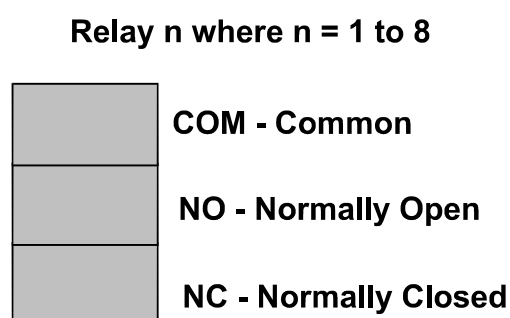 Relay n where n = 1 to 8
COM - Common
NO - Normally Open
NC - Normally Closed